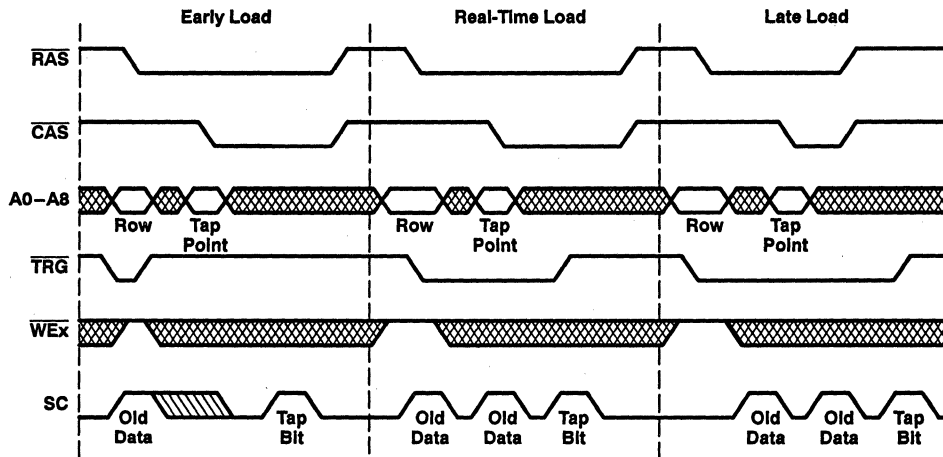 Early Load Real-Time Load Late Load
RAS
CAS
A0–A8
Row Tap Point Row Tap Point Row Tap Point
TRG
WEx
SC
Old Data Tap Bit Old Data Old Data Tap Bit Old Data Old Data Tap Bit